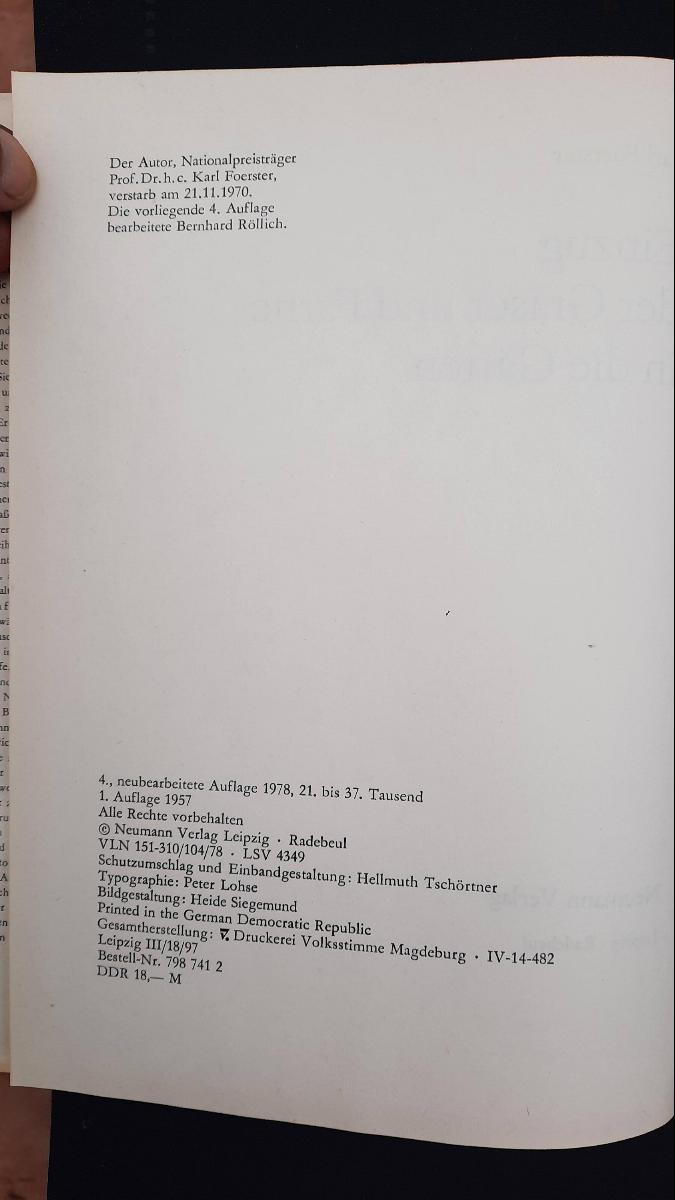 Der Autor, Nationalpreisträger
Prof. Dr. h. c. Karl Foerster,
verstarb am 21.11.1970.
Die vorliegende 4. Auflage
bearbeitete Bernhard Röllich.
4., neubearbeitete Auflage 1978, 21. bis 37. Tausend
1. Auflage 1957
Alle Rechte vorbehalten
© Neumann Verlag Leipzig · Radebeul
VLN 151-310/104/78 · LSV 4349
Schutzumschlag und Einbandgestaltung: Hellmuth Tschörtner
Typographie: Peter Lohse
Bildgestaltung: Heide Siegemund
Printed in the German Democratic Republic
Gesamtherstellung: Druckerei Volksstimme Magdeburg · IV-14-482
Leipzig III/18/97
Bestell-Nr. 798 741 2
DDR 18,— M